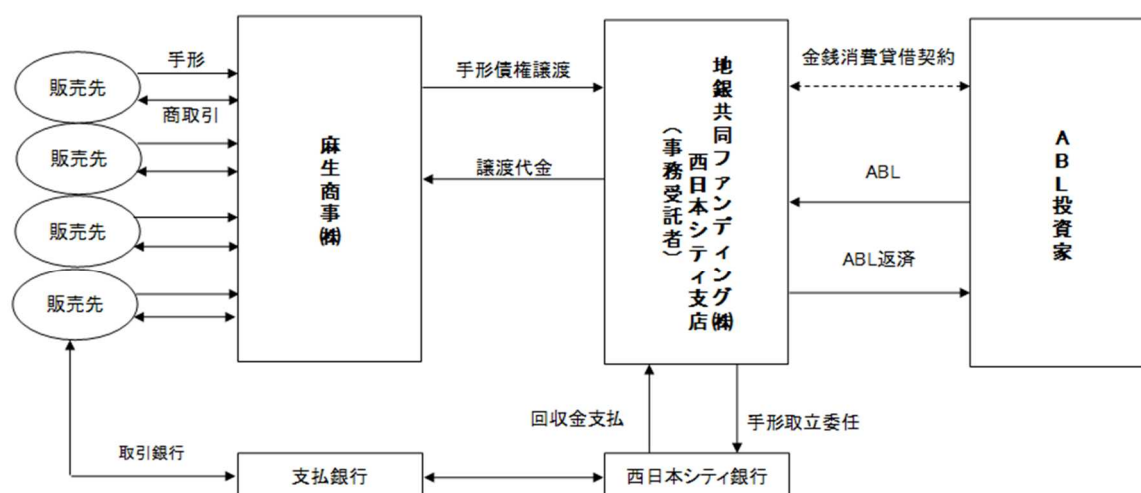 販売先
手形
商取引
販売先
販売先
販売先
麻生商事㈱
手形債権譲渡
譲渡代金
地銀共同ファンディング㈱
西日本シティ支店
（事務受託者）
金銭消費貸借契約
ABL
ABL返済
ABL投資家
回収金支払
手形取立委任
取引銀行
支払銀行
西日本シティ銀行